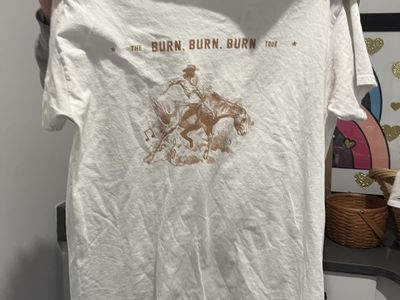 ★ THE BURN, BURN, BURN TOUR ★